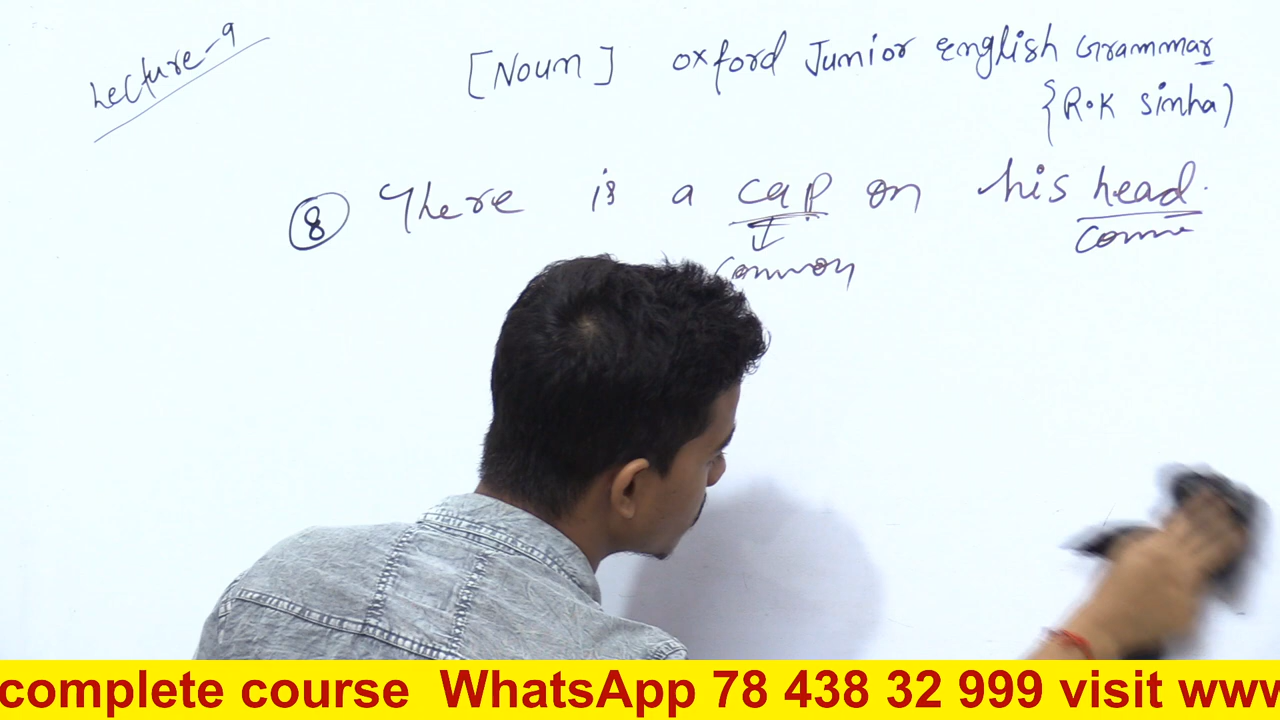 Lecture-9
[Noun] oxford Junior English Grammar
{R.K sinha)
8 There is a cap on his head.
common
comm
complete course WhatsApp 78 438 32 999 visit www